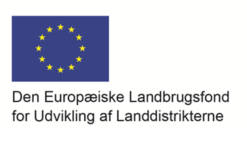 Den Europæiske Landbrugsfond
for Udvikling af Landdistrikterne